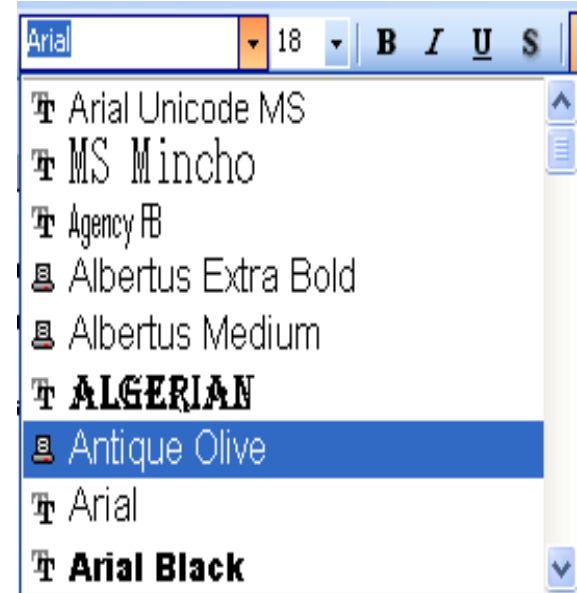 Arial 18 B I U S
Arial Unicode MS
MS Mincho
Agency FB
Albertus Extra Bold
Albertus Medium
ALGERIAN
Antique Olive
Arial
Arial Black